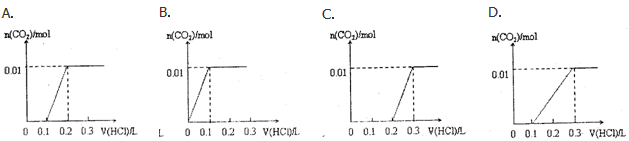 A.
n(CO₂)/mol
0.01
0 0.1 0.2 0.3 V(HCl)/L
B.
n(CO₂)/mol
0.01
0 0.1 0.2 0.3 V(HCl)/L
L
C.
n(CO₂)/mol
0.01
0 0.1 0.2 0.3 V(HCl)/L
D.
n(CO₂)/mol
0.01
0 0.1 0.2 0.3 V(HCl)/L